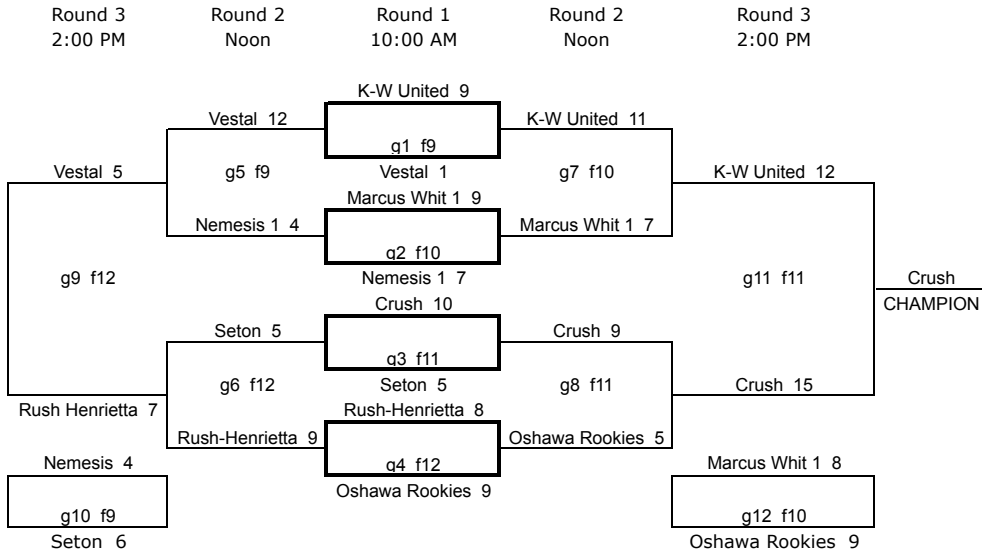 Round 3 Round 2 Round 1 Round 2 Round 3
2:00 PM Noon 10:00 AM Noon 2:00 PM
K-W United 9
Vestal 12 K-W United 11
g1 f9
Vestal 5 g5 f9 Vestal 1 g7 f10 K-W United 12
Marcus Whit 1 9
Nemesis 1 4 Marcus Whit 1 7
g2 f10
g9 f12 Nemesis 1 7 g11 f11 Crush
Crush 10 CHAMPION
Seton 5 Crush 9
g3 f11
g6 f12 Seton 5 g8 f11 Crush 15
Rush Henrietta 7 Rush-Henrietta 8
Rush-Henrietta 9 Oshawa Rookies 5
Nemesis 4 g4 f12 Marcus Whit 1 8
Oshawa Rookies 9
g10 f9 g12 f10
Seton 6 Oshawa Rookies 9